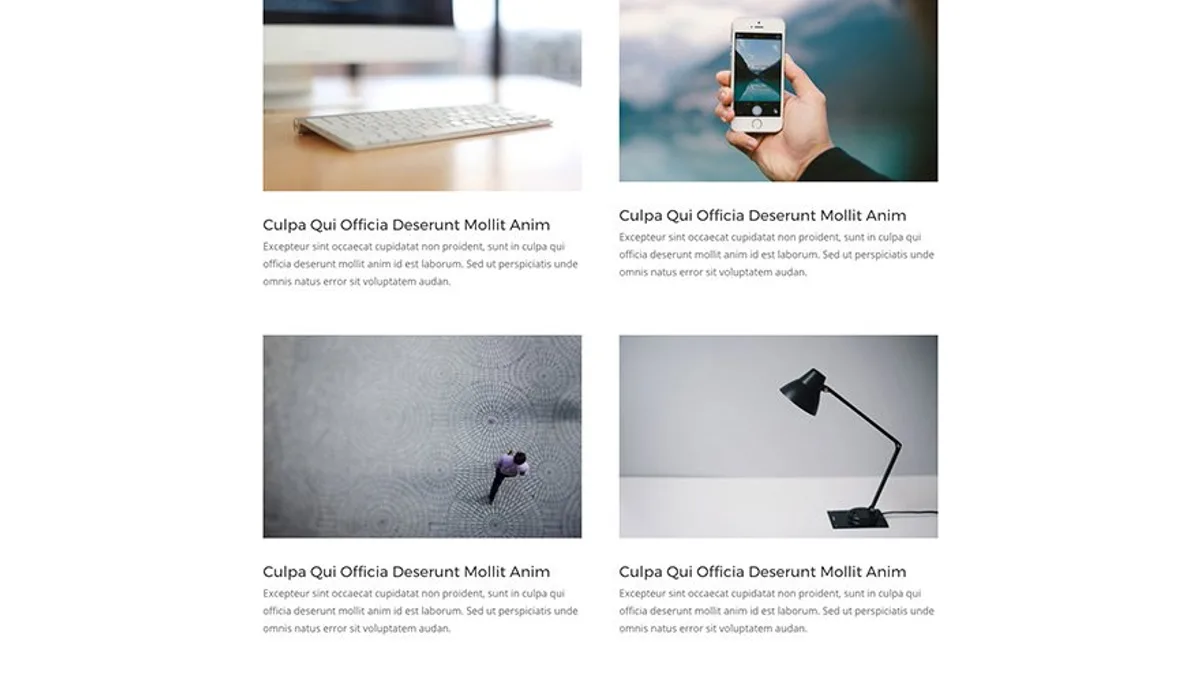 Culpa Qui Officia Deserunt Mollit Anim
Excepteur sint occaecat cupidatat non proident, sunt in culpa qui
officia deserunt mollit anim id est laborum. Sed ut perspiciatis unde
omnis natus error sit voluptatem audan.
Culpa Qui Officia Deserunt Mollit Anim
Excepteur sint occaecat cupidatat non proident, sunt in culpa qui
officia deserunt mollit anim id est laborum. Sed ut perspiciatis unde
omnis natus error sit voluptatem audan.
Culpa Qui Officia Deserunt Mollit Anim
Excepteur sint occaecat cupidatat non proident, sunt in culpa qui
officia deserunt mollit anim id est laborum. Sed ut perspiciatis unde
omnis natus error sit voluptatem audan.
Culpa Qui Officia Deserunt Mollit Anim
Excepteur sint occaecat cupidatat non proident, sunt in culpa qui
officia deserunt mollit anim id est laborum. Sed ut perspiciatis unde
omnis natus error sit voluptatem audan.